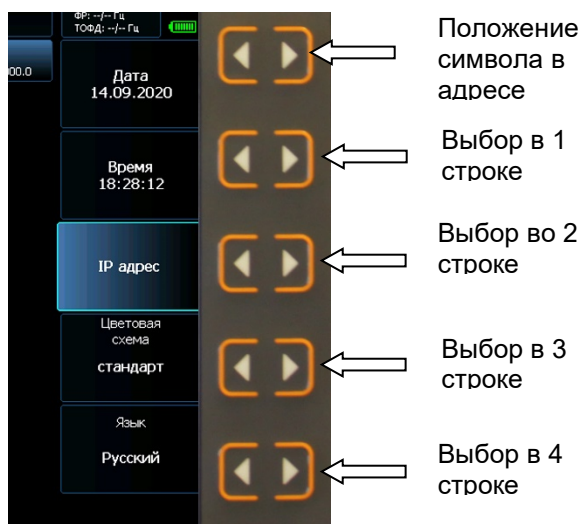 ФР: --/-- Гц
ТОФД: --/-- Гц
00.0
Дата
14.09.2020
Время
18:28:12
IP адрес
Цветовая
схема
стандарт
Язык
Русский
Положение
символа в
адресе
Выбор в 1
строке
Выбор во 2
строке
Выбор в 3
строке
Выбор в 4
строке